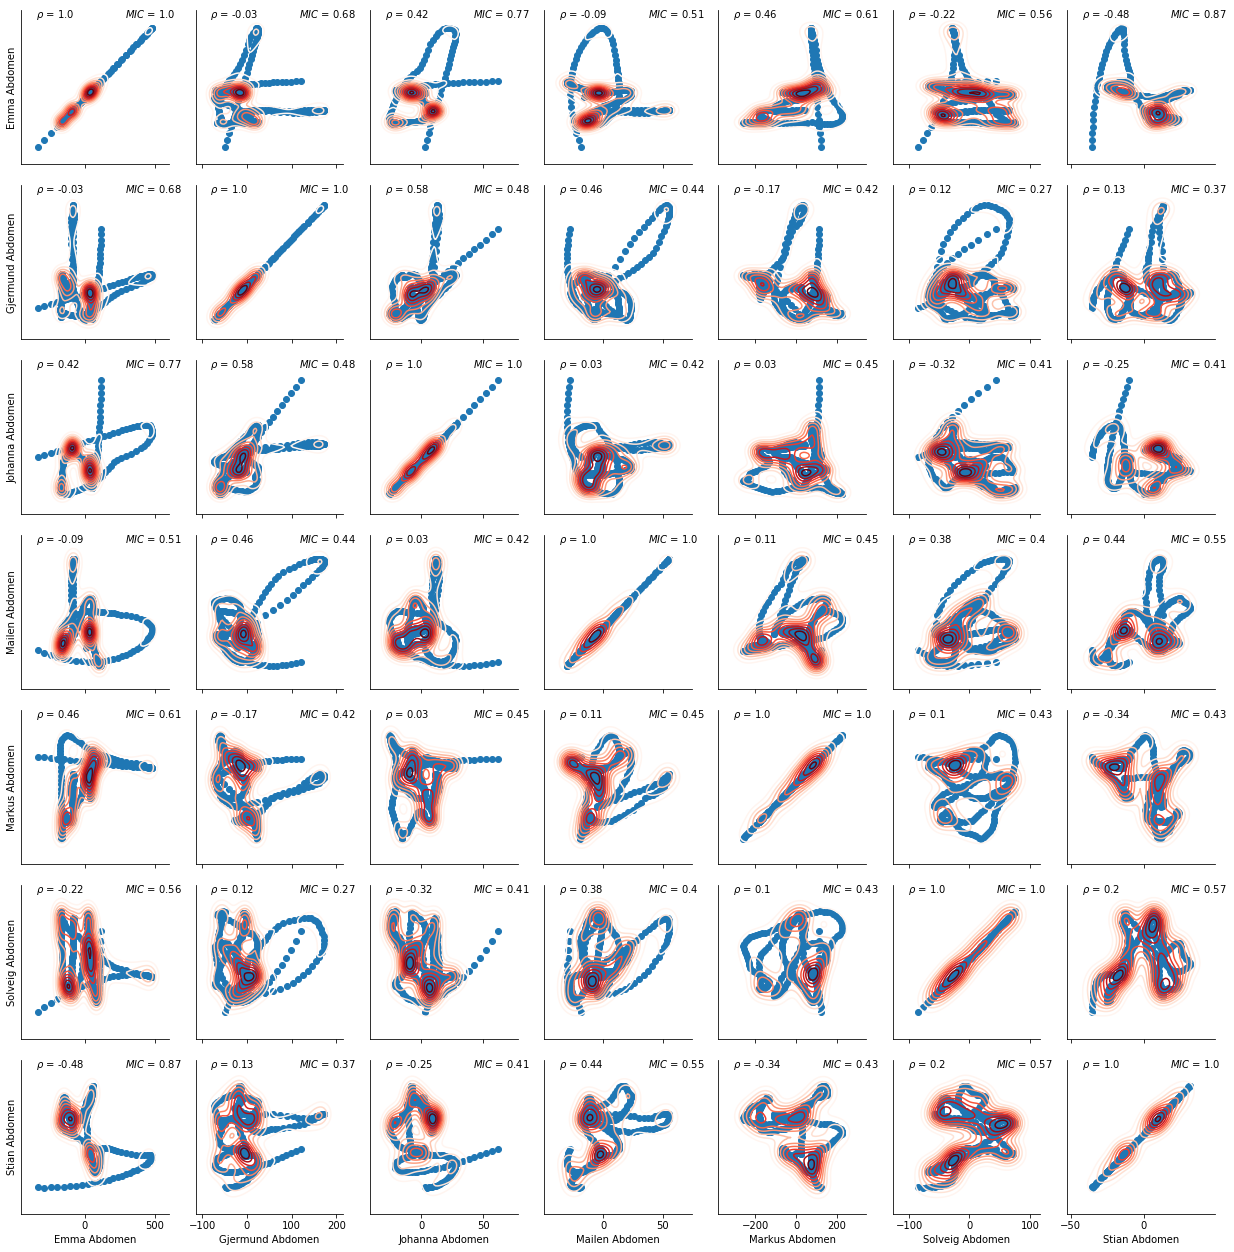 ρ = 1.0 MIC = 1.0 ρ = -0.03 MIC = 0.68 ρ = 0.42 MIC = 0.77 ρ = -0.09 MIC = 0.51 ρ = 0.46 MIC = 0.61 ρ = -0.22 MIC = 0.56 ρ = -0.48 MIC = 0.87
Emma Abdomen
ρ = -0.03 MIC = 0.68 ρ = 1.0 MIC = 1.0 ρ = 0.58 MIC = 0.48 ρ = 0.46 MIC = 0.44 ρ = -0.17 MIC = 0.42 ρ = 0.12 MIC = 0.27 ρ = 0.13 MIC = 0.37
Gjermund Abdomen
ρ = 0.42 MIC = 0.77 ρ = 0.58 MIC = 0.48 ρ = 1.0 MIC = 1.0 ρ = 0.03 MIC = 0.42 ρ = 0.03 MIC = 0.45 ρ = -0.32 MIC = 0.41 ρ = -0.25 MIC = 0.41
Johanna Abdomen
ρ = -0.09 MIC = 0.51 ρ = 0.46 MIC = 0.44 ρ = 0.03 MIC = 0.42 ρ = 1.0 MIC = 1.0 ρ = 0.11 MIC = 0.45 ρ = 0.38 MIC = 0.4 ρ = 0.44 MIC = 0.55
Mailen Abdomen
ρ = 0.46 MIC = 0.61 ρ = -0.17 MIC = 0.42 ρ = 0.03 MIC = 0.45 ρ = 0.11 MIC = 0.45 ρ = 1.0 MIC = 1.0 ρ = 0.1 MIC = 0.43 ρ = -0.34 MIC = 0.43
Markus Abdomen
ρ = -0.22 MIC = 0.56 ρ = 0.12 MIC = 0.27 ρ = -0.32 MIC = 0.41 ρ = 0.38 MIC = 0.4 ρ = 0.1 MIC = 0.43 ρ = 1.0 MIC = 1.0 ρ = 0.2 MIC = 0.57
Solveig Abdomen
ρ = -0.48 MIC = 0.87 ρ = 0.13 MIC = 0.37 ρ = -0.25 MIC = 0.41 ρ = 0.44 MIC = 0.55 ρ = -0.34 MIC = 0.43 ρ = 0.2 MIC = 0.57 ρ = 1.0 MIC = 1.0
Stian Abdomen
0 500 −100 0 100 200 0 50 0 50 −200 0 200 −100 0 100 −50 0
Emma Abdomen Gjermund Abdomen Johanna Abdomen Mailen Abdomen Markus Abdomen Solveig Abdomen Stian Abdomen